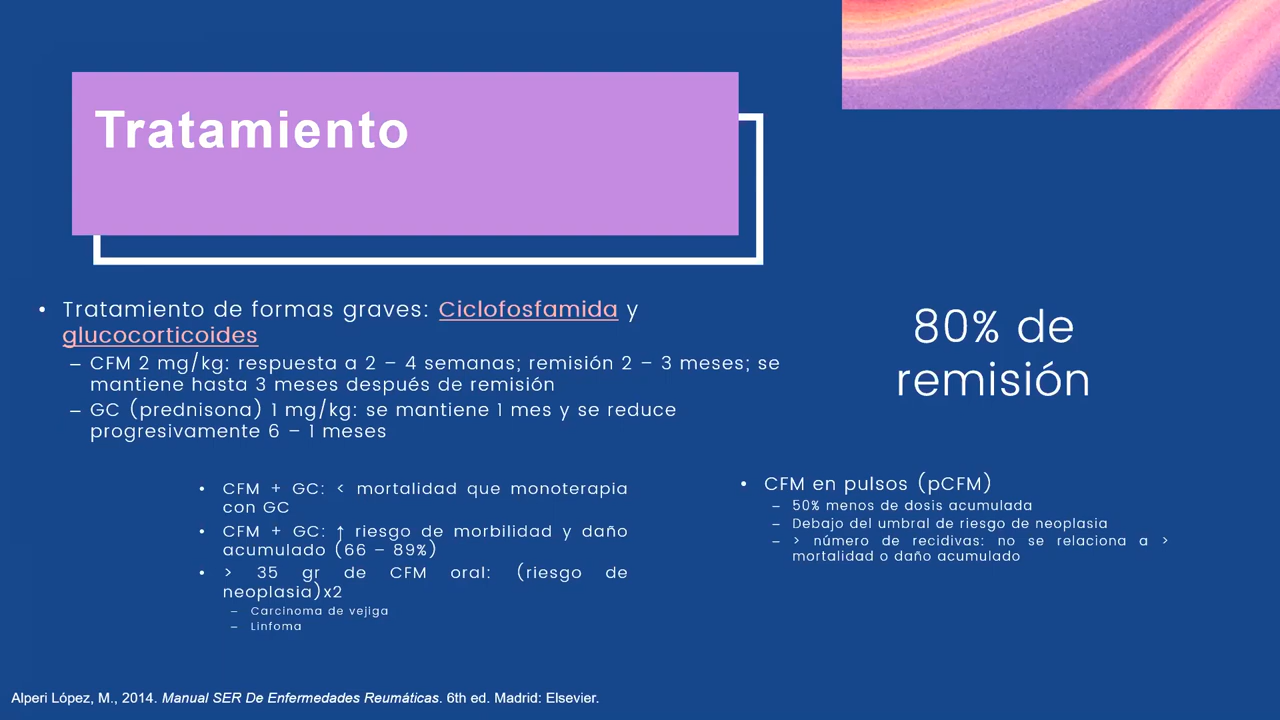 Tratamiento
• Tratamiento de formas graves: Ciclofosfamida y
glucocorticoides
– CFM 2 mg/kg: respuesta a 2 – 4 semanas; remisión 2 – 3 meses; se
mantiene hasta 3 meses después de remisión
– GC (prednisona) 1 mg/kg: se mantiene 1 mes y se reduce
progresivamente 6 – 1 meses
• CFM + GC: < mortalidad que monoterapia
con GC
• CFM + GC: ↑ riesgo de morbilidad y daño
acumulado (66 – 89%)
• > 35 gr de CFM oral: (riesgo de
neoplasia)x2
– Carcinoma de vejiga
– Linfoma
80% de
remisión
• CFM en pulsos (pCFM)
– 50% menos de dosis acumulada
– Debajo del umbral de riesgo de neoplasia
– > número de recidivas: no se relaciona a >
mortalidad o daño acumulado
Alperi López, M., 2014. Manual SER De Enfermedades Reumáticas. 6th ed. Madrid: Elsevier.